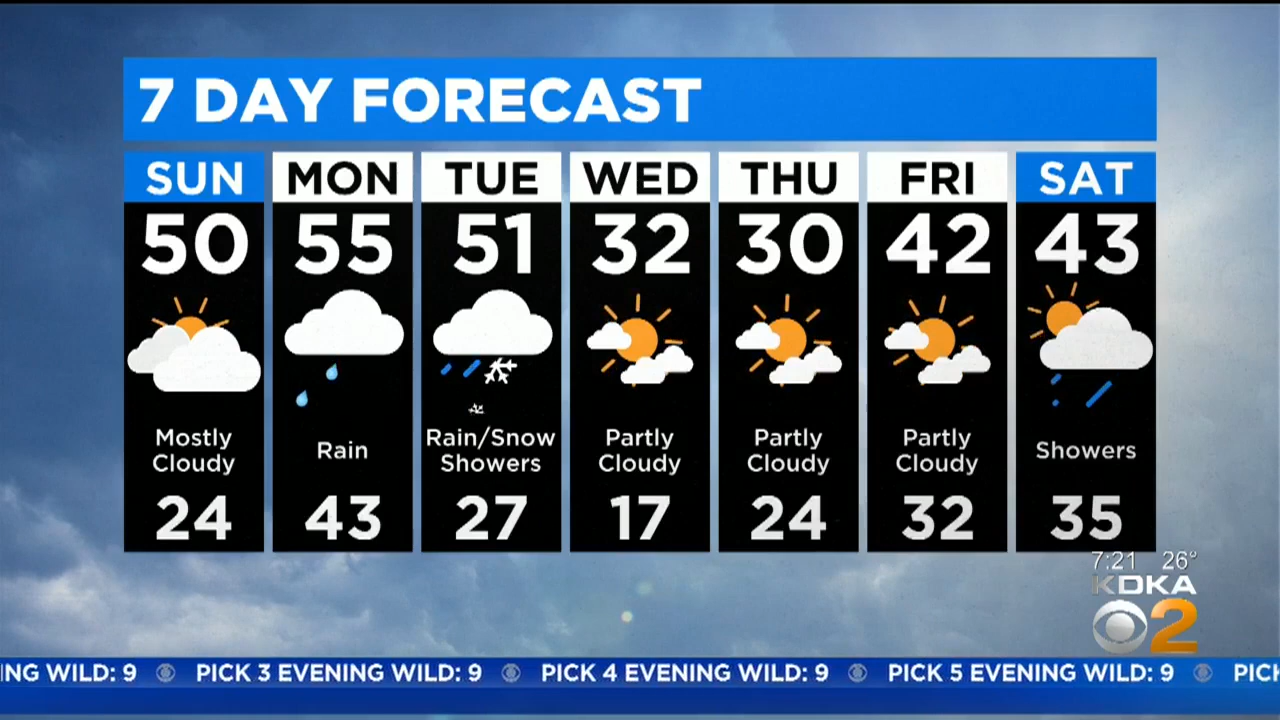 7 DAY FORECAST
SUN MON TUE WED THU FRI SAT
50 55 51 32 30 42 43
Mostly Cloudy
Rain
Rain/Snow Showers
Partly Cloudy
Partly Cloudy
Partly Cloudy
Showers
24 43 27 17 24 32 35
7:21 26°
KDKA
2
ING WILD: 9 PICK 3 EVENING WILD: 9 PICK 4 EVENING WILD: 9 PICK 5 EVENING WILD: 9 PICK